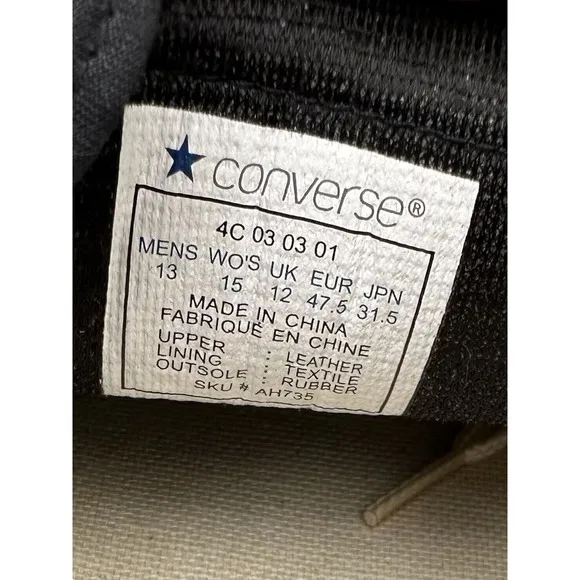 converse®
4C 03 03 01
MENS WO'S UK EUR JPN
13 15 12 47.5 31.5
MADE IN CHINA
FABRIQUE EN CHINE
UPPER : LEATHER
LINING : TEXTILE
OUTSOLE : RUBBER
SKU # AH735